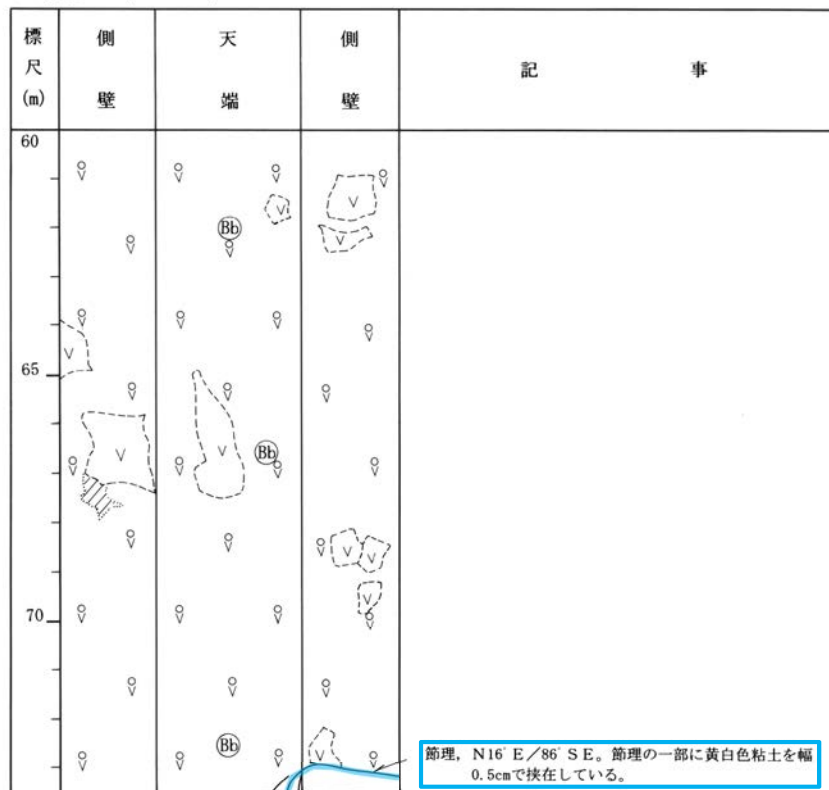 標尺(m)
側壁
天端
側壁
記事
60
Bb
65
Bb
70
Bb
節理, N16°E/86°SE。節理の一部に黄白色粘土を幅
0.5cmで挟在している。